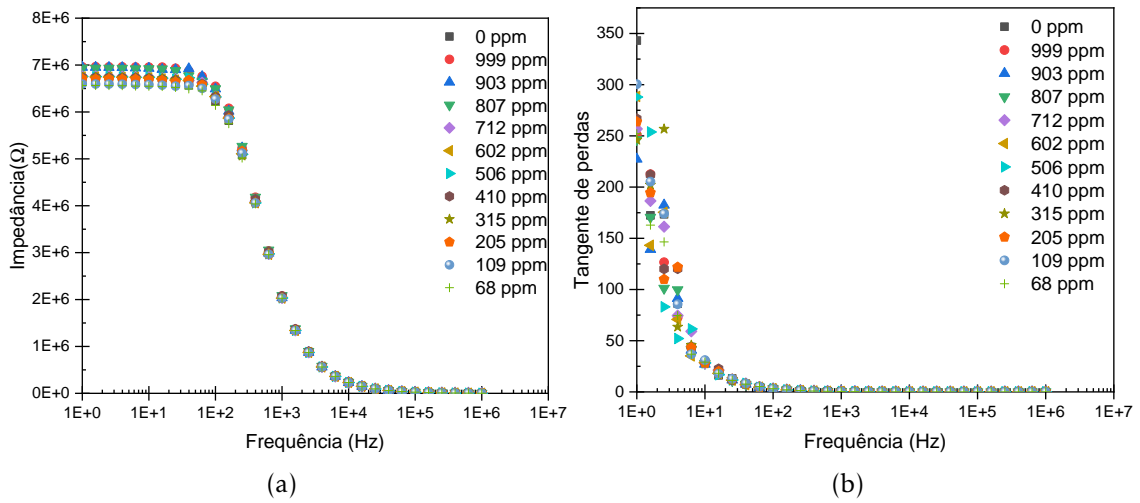 8E+6
7E+6
6E+6
5E+6
4E+6
3E+6
2E+6
1E+6
0E+0
Impedância(Ω)
1E+0 1E+1 1E+2 1E+3 1E+4 1E+5 1E+6 1E+7
Frequência (Hz)
0 ppm
999 ppm
903 ppm
807 ppm
712 ppm
602 ppm
506 ppm
410 ppm
315 ppm
205 ppm
109 ppm
68 ppm
(a)
350
300
250
200
150
100
50
0
Tangente de perdas
1E+0 1E+1 1E+2 1E+3 1E+4 1E+5 1E+6 1E+7
Frequência (Hz)
0 ppm
999 ppm
903 ppm
807 ppm
712 ppm
602 ppm
506 ppm
410 ppm
315 ppm
205 ppm
109 ppm
68 ppm
(b)